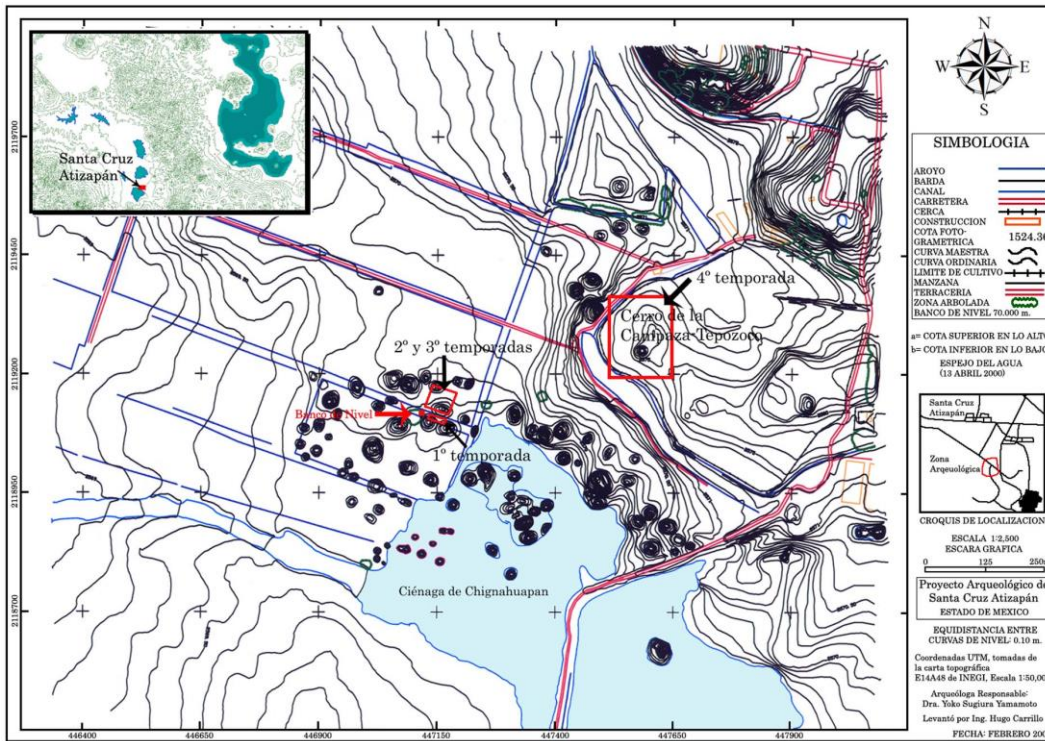 Santa Cruz
Atizapán
N
W E
S
SIMBOLOGIA
AROYO
BARDA
CANAL
CARRETERA
CERCA
CONSTRUCCION
COTA FOTO-
GRAMETRICA 1524.36
CURVA MAESTRA
CURVA ORDINARIA
LIMITE DE CULTIVO
MANZANA
TERRACERIA
ZONA ARBOLADA
BANCO DE NIVEL 70.000 m.
a= COTA SUPERIOR EN LO ALTO
b= COTA INFERIOR EN LO BAJO
ESPEJO DEL AGUA
(13 ABRIL 2000)
Santa Cruz
Atizapán
Zona
Arqueológica
CROQUIS DE LOCALIZACION
ESCALA 1:2,500
ESCARA GRAFICA
0 125 250
Proyecto Arqueológico de
Santa Cruz Atizapán
ESTADO DE MEXICO
EQUIDISTANCIA ENTRE
CURVAS DE NIVEL: 0.10 m.
Coordenadas UTM, tomadas de
la carta topográfica
E14A48 de INEGI, Escala 1:50,00
Arqueóloga Responsable:
Dra. Yoko Sugiura Yamamoto
Levantó por Ing. Hugo Carrillo
FECHA: FEBRERO 200
4º temporada
Cerro de la
Campaza-Tepozoco
2º y 3º temporadas
Banco de Nivel
1º temporada
Ciénaga de Chignahuapan
2119700
2119450
2119200
2118950
2118700
446400 446650 446900 447150 447400 447650 447900